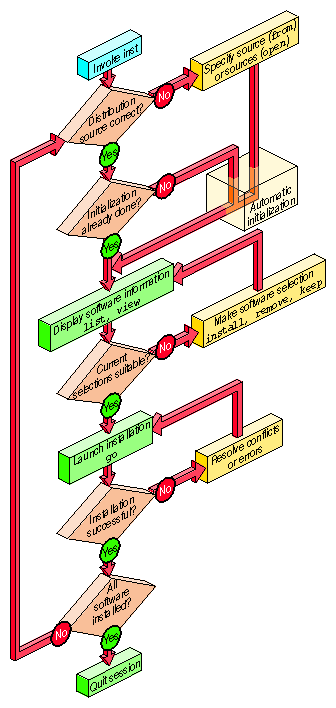 Invoke inst
Specify source (from)
or sources (open)
No
Distribution
source correct?
Yes
No
Initialization
already done?
Automatic
initialization
Yes
Display software information
list, view
Make software selection
install, remove, keep
No
Current
selections suitable?
Yes
Launch installation
go
Resolve conflicts
or errors
No
Installation
successful?
Yes
All
software
installed?
No
Yes
Quit session